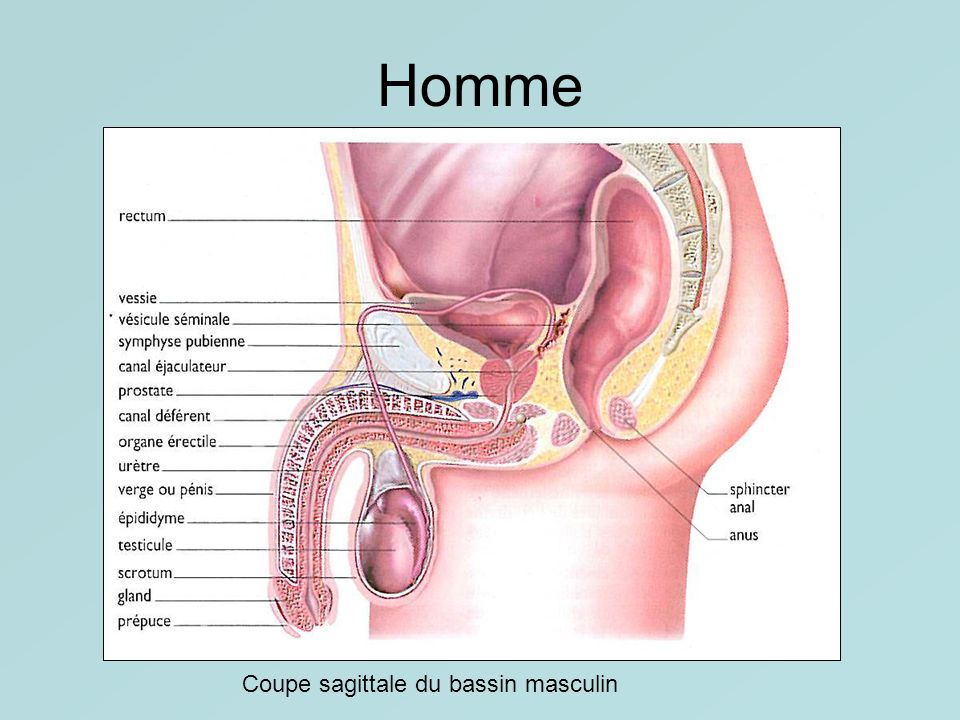 Homme
rectum
vessie
vésicule séminale
symphyse pubienne
canal éjaculateur
prostate
canal déférent
organe érectile
urètre
verge ou pénis
épididyme
testicule
scrotum
gland
prépuce
sphincter
anal
anus
Coupe sagittale du bassin masculin